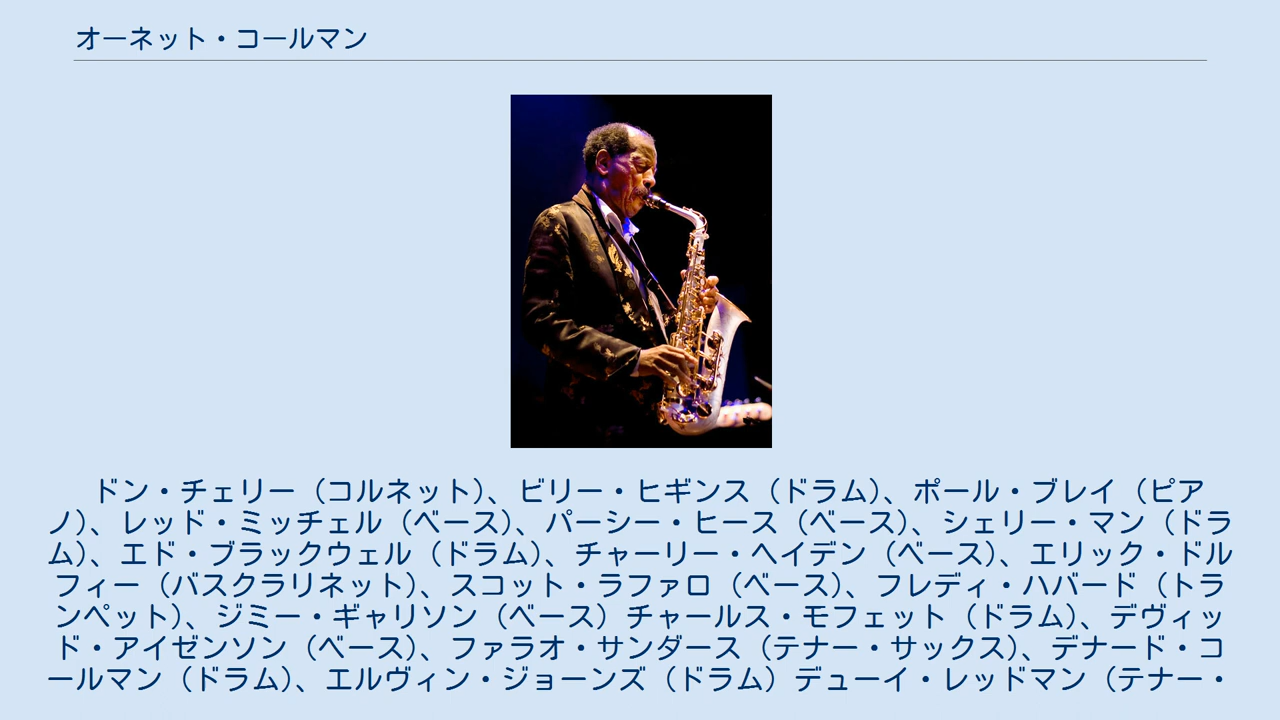 オーネット・コールマン
ドン・チェリー（コルネット）、ビリー・ヒギンス（ドラム）、ポール・ブレイ（ピア
ノ）、レッド・ミッチェル（ベース）、パーシー・ヒース（ベース）、シェリー・マン（ドラ
ム）、エド・ブラックウェル（ドラム）、チャーリー・ヘイデン（ベース）、エリック・ドル
フィー（バスクラリネット）、スコット・ラファロ（ベース）、フレディ・ハバード（トラ
ンペット）、ジミー・ギャリソン（ベース）チャールス・モフェット（ドラム）、デヴィッ
ド・アイゼンソン（ベース）、ファラオ・サンダース（テナー・サックス）、デナード・コ
ールマン（ドラム）、エルヴィン・ジョーンズ（ドラム）デューイ・レッドマン（テナー・